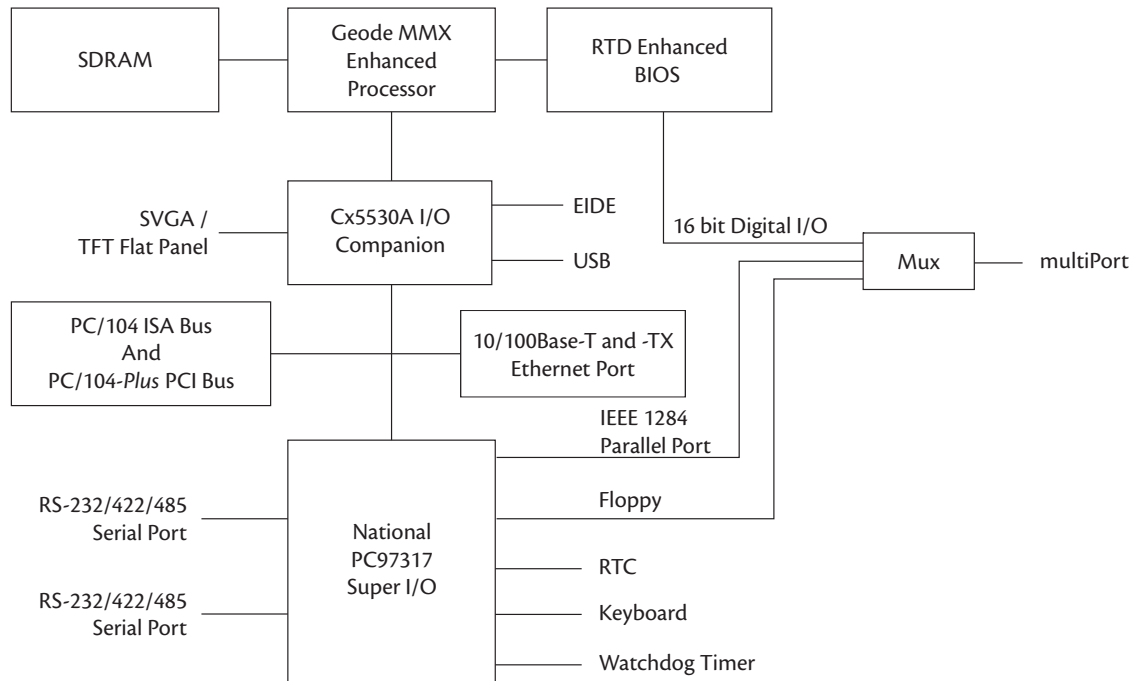 SDRAM
Geode MMX
Enhanced
Processor
RTD Enhanced
BIOS
SVGA /
TFT Flat Panel
Cx5530A I/O
Companion
EIDE
USB
16 bit Digital I/O
Mux
multiPort
PC/104 ISA Bus
And
PC/104-Plus PCI Bus
10/100Base-T and -TX
Ethernet Port
IEEE 1284
Parallel Port
Floppy
RS-232/422/485
Serial Port
National
PC97317
Super I/O
RTC
RS-232/422/485
Serial Port
Keyboard
Watchdog Timer